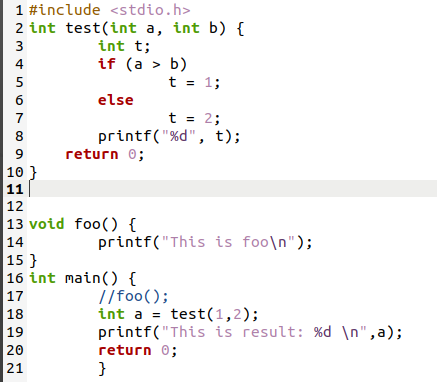 1 #include <stdio.h>
2 int test(int a, int b) {
3         int t;
4         if (a > b)
5                 t = 1;
6         else
7                 t = 2;
8         printf("%d", t);
9     return 0;
10 }
11
12
13 void foo() {
14         printf("This is foo\n");
15 }
16 int main() {
17         //foo();
18         int a = test(1,2);
19         printf("This is result: %d \n",a);
20         return 0;
21         }